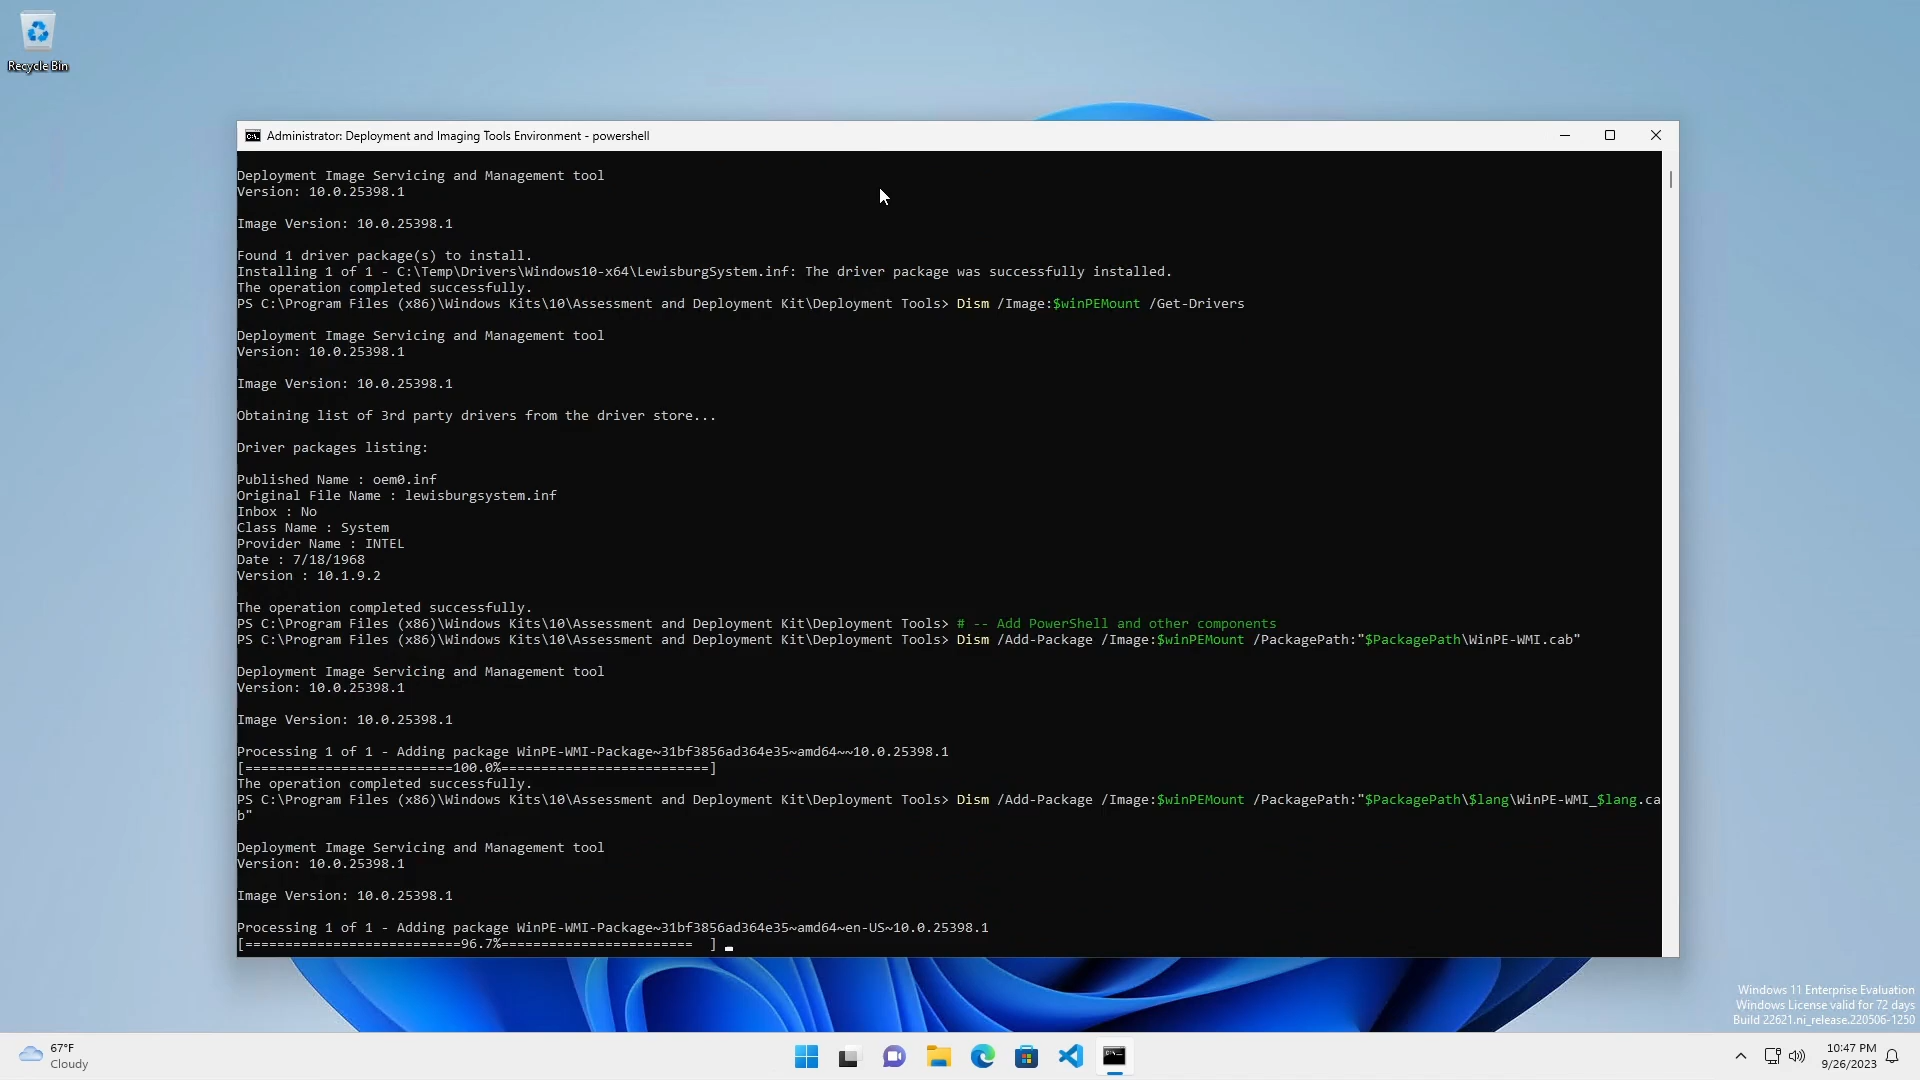 Recycle Bin
Administrator: Deployment and Imaging Tools Environment - powershell
Deployment Image Servicing and Management tool
Version: 10.0.25398.1
Image Version: 10.0.25398.1
Found 1 driver package(s) to install.
Installing 1 of 1 - C:\Temp\Drivers\Windows10-x64\LewisburgSystem.inf: The driver package was successfully installed.
The operation completed successfully.
PS C:\Program Files (x86)\Windows Kits\10\Assessment and Deployment Kit\Deployment Tools> Dism /Image:$winPEMount /Get-Drivers
Deployment Image Servicing and Management tool
Version: 10.0.25398.1
Image Version: 10.0.25398.1
Obtaining list of 3rd party drivers from the driver store...
Driver packages listing:
Published Name : oem0.inf
Original File Name : lewisburgsystem.inf
Inbox : No
Class Name : System
Provider Name : INTEL
Date : 7/18/1968
Version : 10.1.9.2
The operation completed successfully.
PS C:\Program Files (x86)\Windows Kits\10\Assessment and Deployment Kit\Deployment Tools> # -- Add PowerShell and other components
PS C:\Program Files (x86)\Windows Kits\10\Assessment and Deployment Kit\Deployment Tools> Dism /Add-Package /Image:$winPEMount /PackagePath:"$PackagePath\WinPE-WMI.cab"
Deployment Image Servicing and Management tool
Version: 10.0.25398.1
Image Version: 10.0.25398.1
Processing 1 of 1 - Adding package WinPE-WMI-Package~31bf3856ad364e35~amd64~~10.0.25398.1
[==========================100.0%==========================]
The operation completed successfully.
PS C:\Program Files (x86)\Windows Kits\10\Assessment and Deployment Kit\Deployment Tools> Dism /Add-Package /Image:$winPEMount /PackagePath:"$PackagePath\$lang\WinPE-WMI_$lang.ca
b"
Deployment Image Servicing and Management tool
Version: 10.0.25398.1
Image Version: 10.0.25398.1
Processing 1 of 1 - Adding package WinPE-WMI-Package~31bf3856ad364e35~amd64~en-US~10.0.25398.1
[===========================96.7%========================  ]
Windows 11 Enterprise Evaluation
Windows License valid for 72 days
Build 22621.ni_release.220506-1250
67°F
Cloudy
10:47 PM
9/26/2023